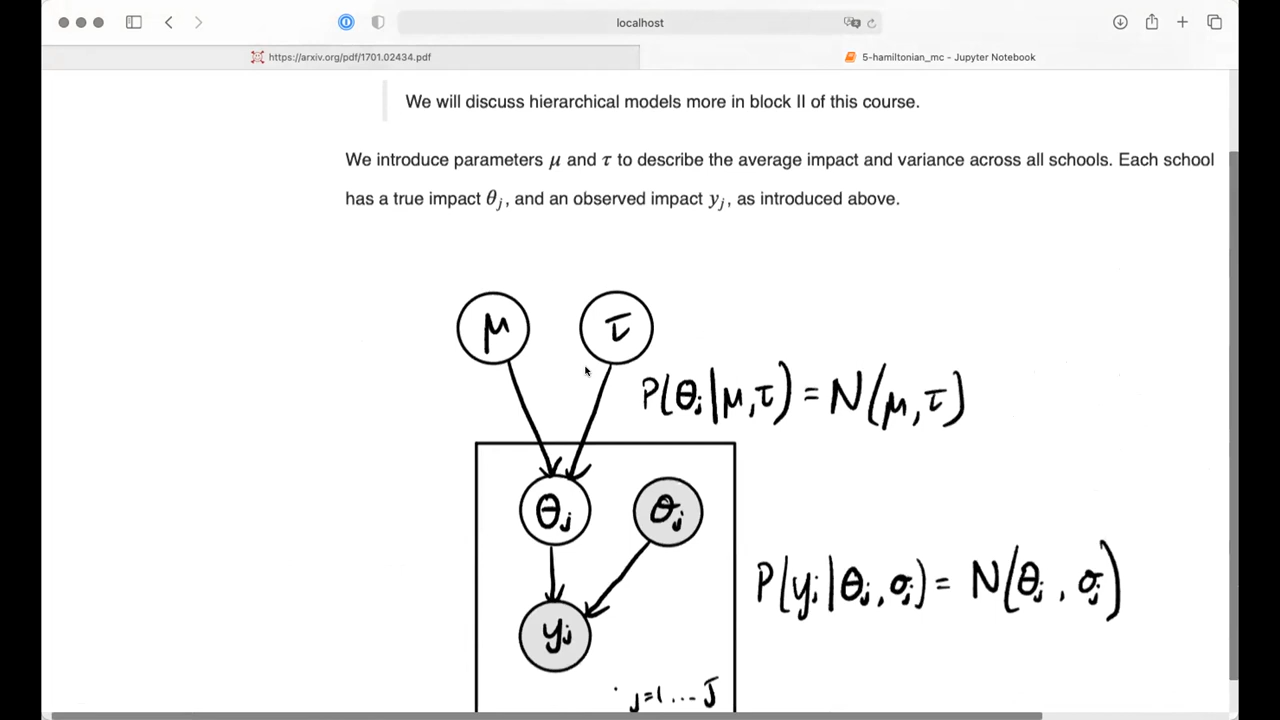 localhost
https://arxiv.org/pdf/1701.02434.pdf
5-hamiltonian_mc - Jupyter Notebook
We will discuss hierarchical models more in block II of this course.
We introduce parameters μ and τ to describe the average impact and variance across all schools. Each school
has a true impact θj, and an observed impact yj, as introduced above.
μ τ
P(θj|μ,τ) = N(μ,τ)
θj σj
P(yj|θj,σj) = N(θj, σj)
yj
j=1 ... J